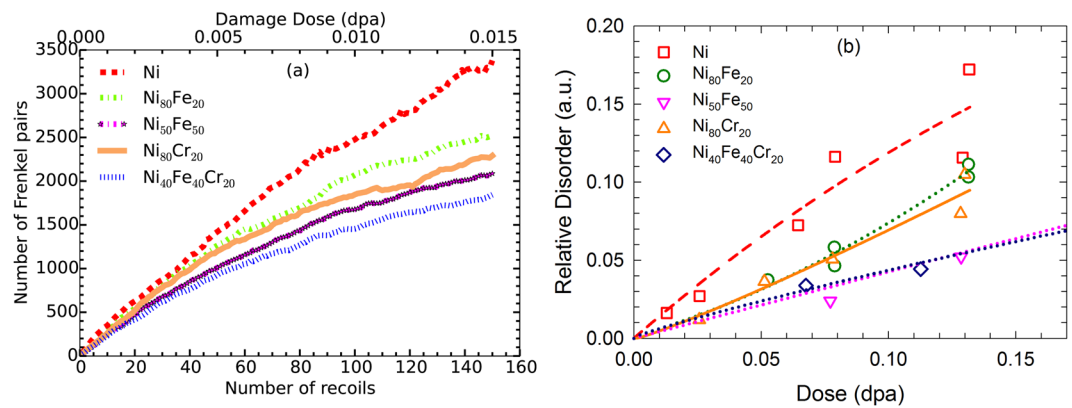 Damage Dose (dpa)
0.000 0.005 0.010 0.015
3500
3000
2500
2000
1500
1000
500
0
Number of Frenkel pairs
(a)
Ni
Ni₈₀Fe₂₀
Ni₅₀Fe₅₀
Ni₈₀Cr₂₀
Ni₄₀Fe₄₀Cr₂₀
0 20 40 60 80 100 120 140 160
Number of recoils
0.20
0.15
0.10
0.05
0.00
Relative Disorder (a.u.)
(b)
Ni
Ni₈₀Fe₂₀
Ni₅₀Fe₅₀
Ni₈₀Cr₂₀
Ni₄₀Fe₄₀Cr₂₀
0.00 0.05 0.10 0.15
Dose (dpa)